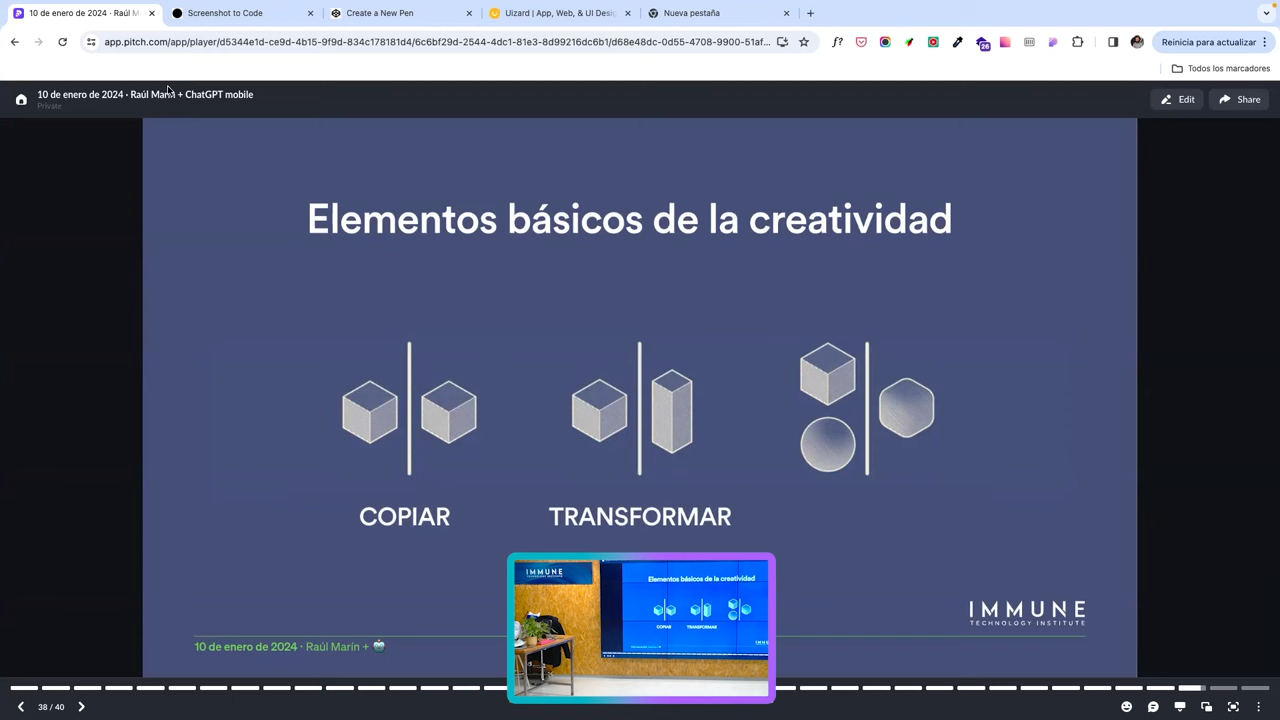 10 de enero de 2024 · Raúl M
Screenshot to Code
Create a New Pen
Uizard | App, Web, & UI Desig
Nueva pestaña
app.pitch.com/app/player/d5344e1d-ce9d-4b15-9f9d-834c178181d4/6c6bf29d-2544-4dc1-81e3-8d99216dc6b1/d68e48dc-0d55-4708-9900-51af...
f?
26
Reinicia para actualizar
Todos los marcadores
10 de enero de 2024 · Raúl Marín + ChatGPT mobile
Private
Edit
Share
Elementos básicos de la creatividad
COPIAR
TRANSFORMAR
IMMUNE
Elementos básicos de la creatividad
COPIAR
TRANSFORMAR
IMMUNE
TECHNOLOGY INSTITUTE
10 de enero de 2024 · Raúl Marín +
38 / 40